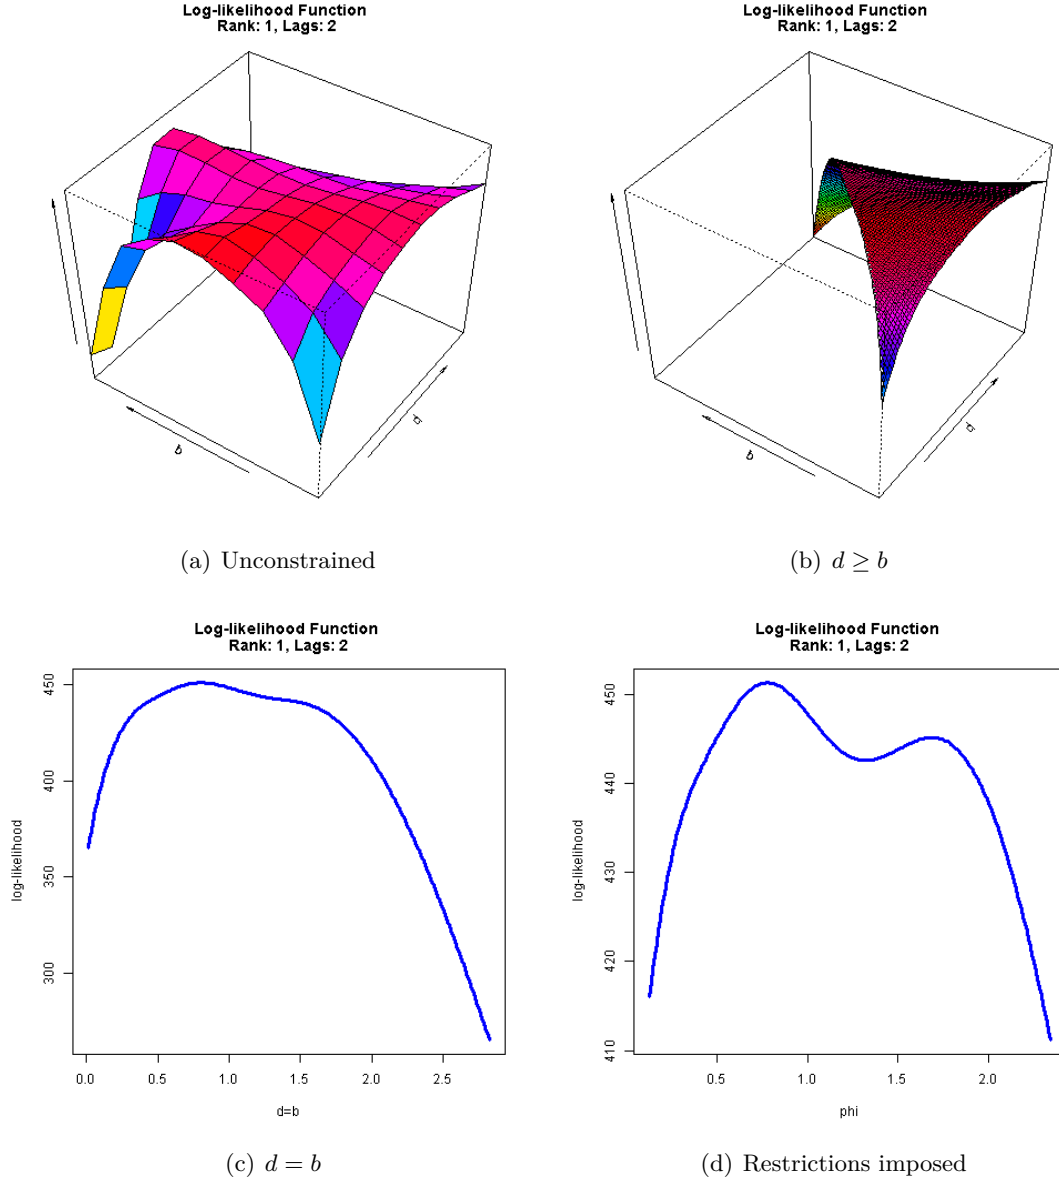 Log-likelihood Function
Rank: 1, Lags: 2
b
d
(a) Unconstrained
Log-likelihood Function
Rank: 1, Lags: 2
b
d
(b) d ≥ b
Log-likelihood Function
Rank: 1, Lags: 2
log-likelihood
450
400
350
300
0.0 0.5 1.0 1.5 2.0 2.5
d=b
(c) d = b
Log-likelihood Function
Rank: 1, Lags: 2
log-likelihood
450
440
430
420
410
0.5 1.0 1.5 2.0
phi
(d) Restrictions imposed